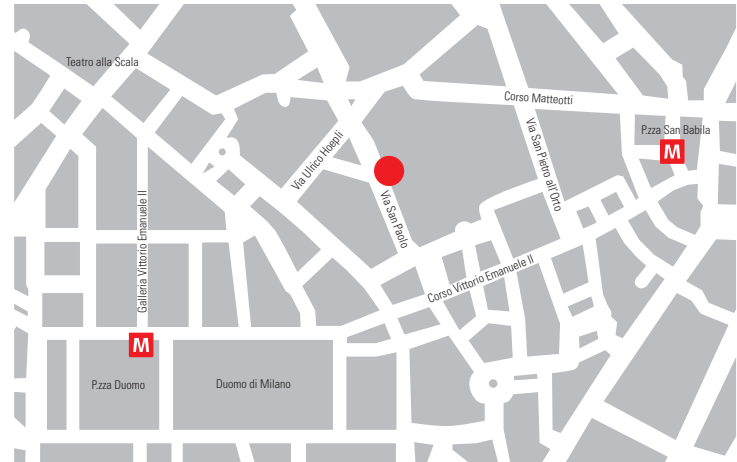 Teatro alla Scala
Corso Matteotti
P.zza San Babila
M
Via Ulrico Hoepli
Via San Pietro all'Orto
Via San Paolo
Galleria Vittorio Emanuele II
Corso Vittorio Emanuele II
M
P.zza Duomo
Duomo di Milano